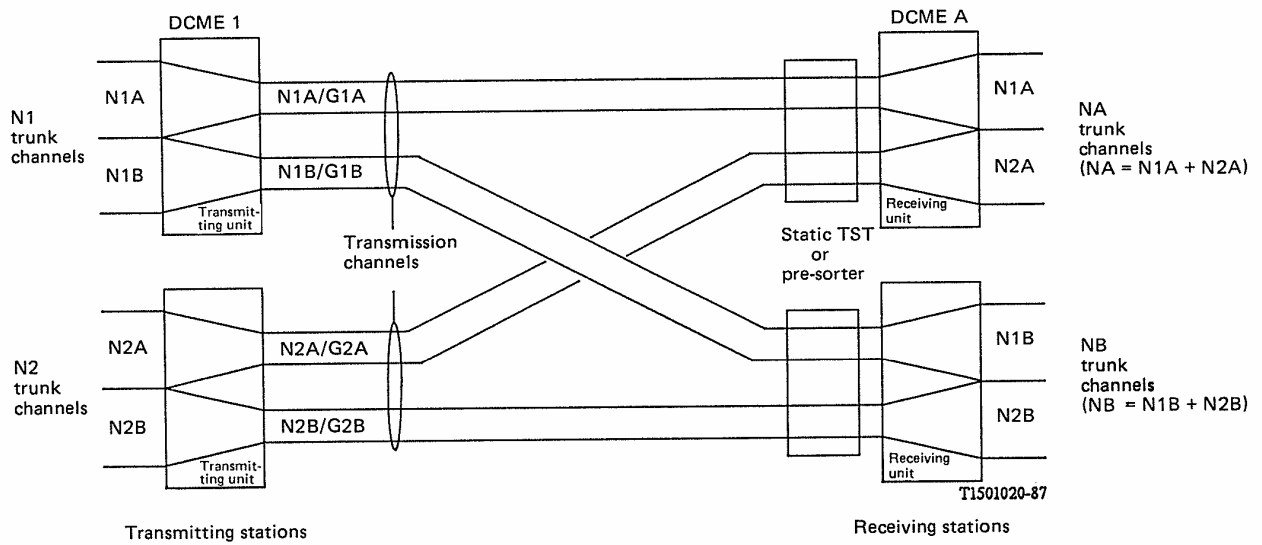 DCME 1
DCME A
N1A
N1A/G1A
N1A
N1
trunk
channels
NA
trunk
channels
(NA = N1A + N2A)
N1B
N1B/G1B
N2A
Transmit-
ting unit
Receiving
unit
Transmission
channels
Static TST
or
pre-sorter
N2A
N2A/G2A
N1B
N2
trunk
channels
NB
trunk
channels
(NB = N1B + N2B)
N2B
N2B/G2B
N2B
Transmit-
ting unit
Receiving
unit
T1501020-87
Transmitting stations
Receiving stations